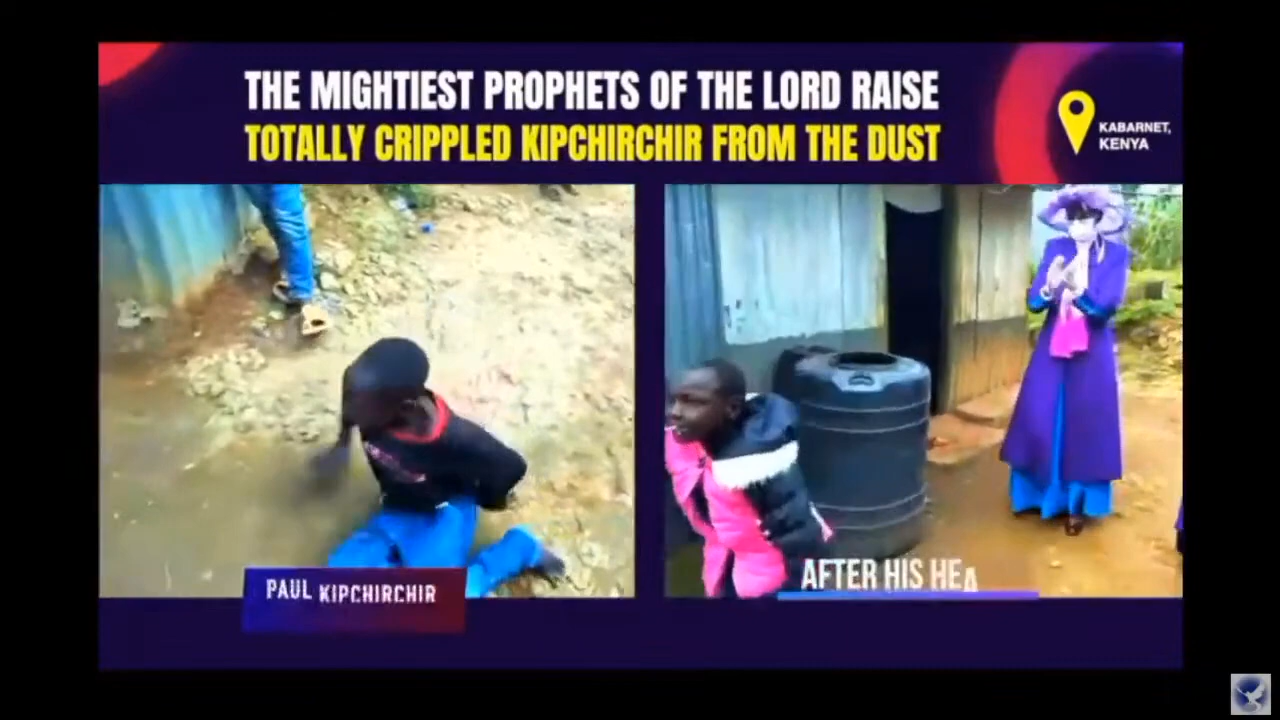 THE MIGHTIEST PROPHETS OF THE LORD RAISE
TOTALLY CRIPPLED KIPCHIRCHIR FROM THE DUST
KABARNET,
KENYA
PAUL KIPCHIRCHIR
AFTER HIS HEA